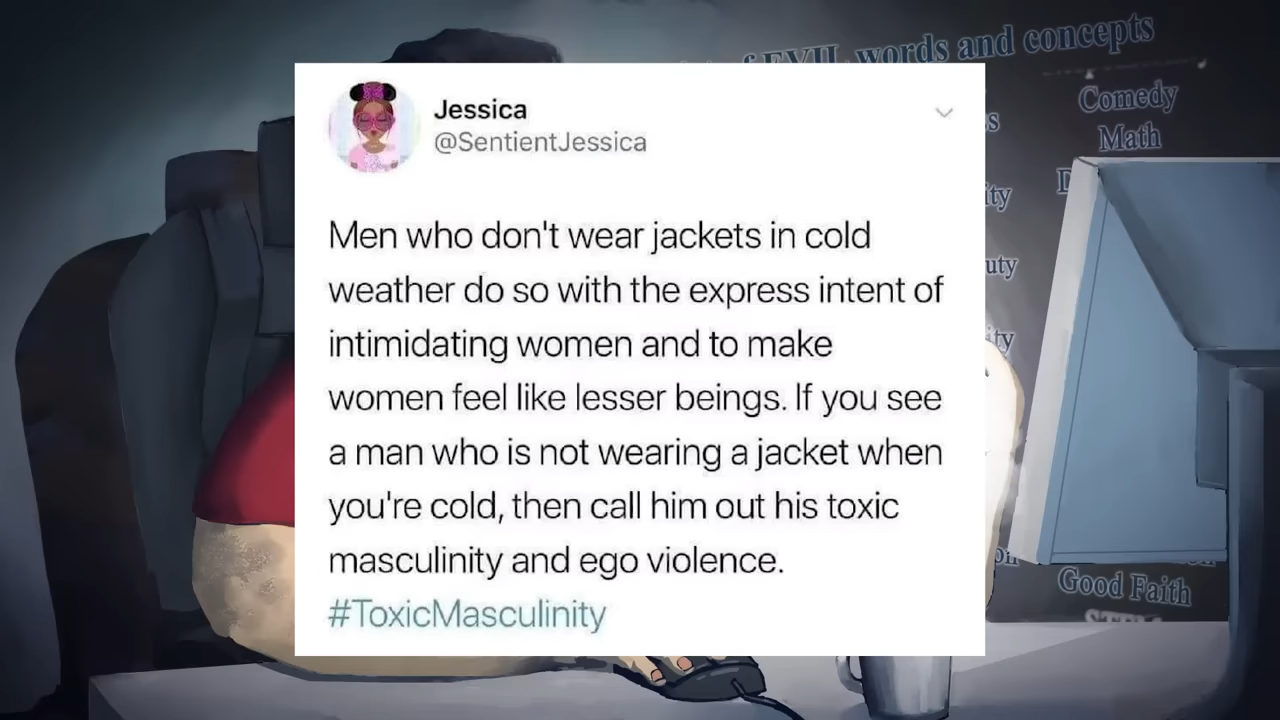 of EVIL words and concepts
Comedy
Math
Jessica
@SentientJessica
Men who don't wear jackets in cold
weather do so with the express intent of
intimidating women and to make
women feel like lesser beings. If you see
a man who is not wearing a jacket when
you're cold, then call him out his toxic
masculinity and ego violence.
#ToxicMasculinity
Good Faith